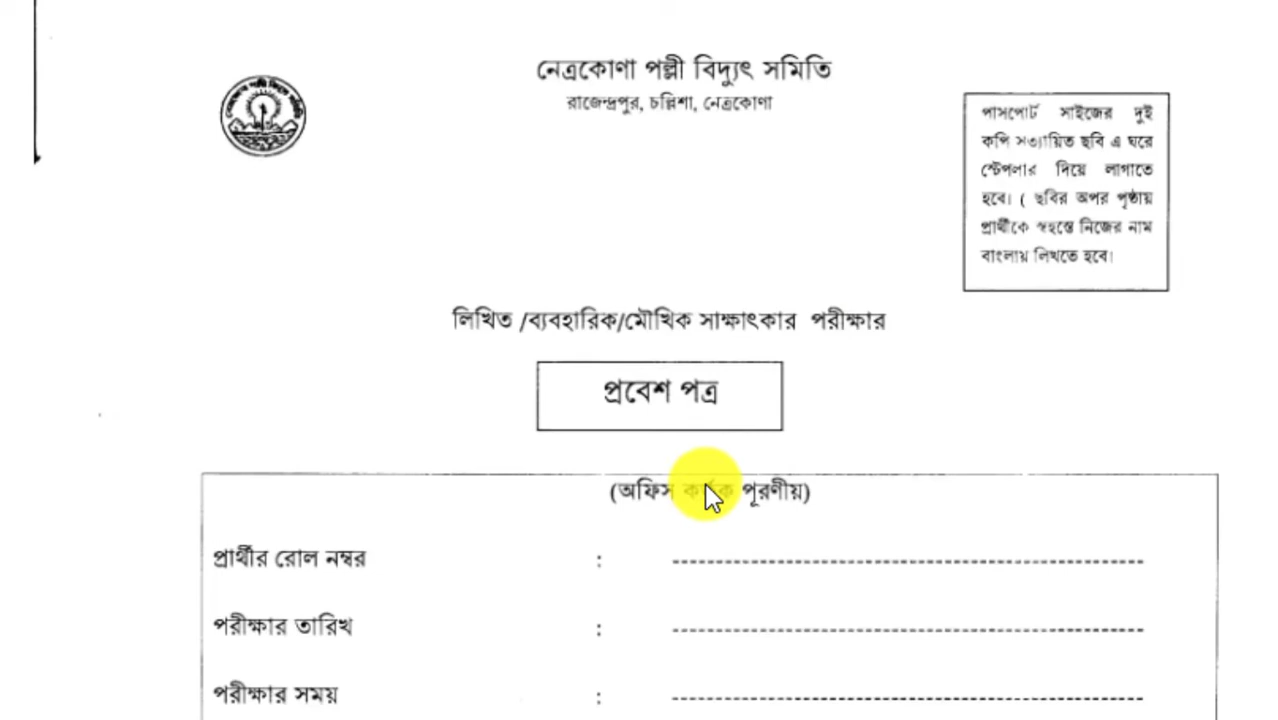 নেত্রকোণা পল্লী বিদ্যুৎ সমিতি
রাজেন্দ্রপুর, চল্লিশা, নেত্রকোণা
পাসপোর্ট সাইজের দুই
কপি সত্যায়িত ছবি এ ঘরে
স্টেপলার দিয়ে লাগাতে
হবে। ( ছবির অপর পৃষ্ঠায়
প্রার্থীকে স্বহস্তে নিজের নাম
বাংলায় লিখতে হবে।
লিখিত /ব্যবহারিক/মৌখিক সাক্ষাৎকার পরীক্ষার
প্রবেশ পত্র
(অফিস পূরণীয়)
প্রার্থীর রোল নম্বর :
পরীক্ষার তারিখ :
পরীক্ষার সময় :